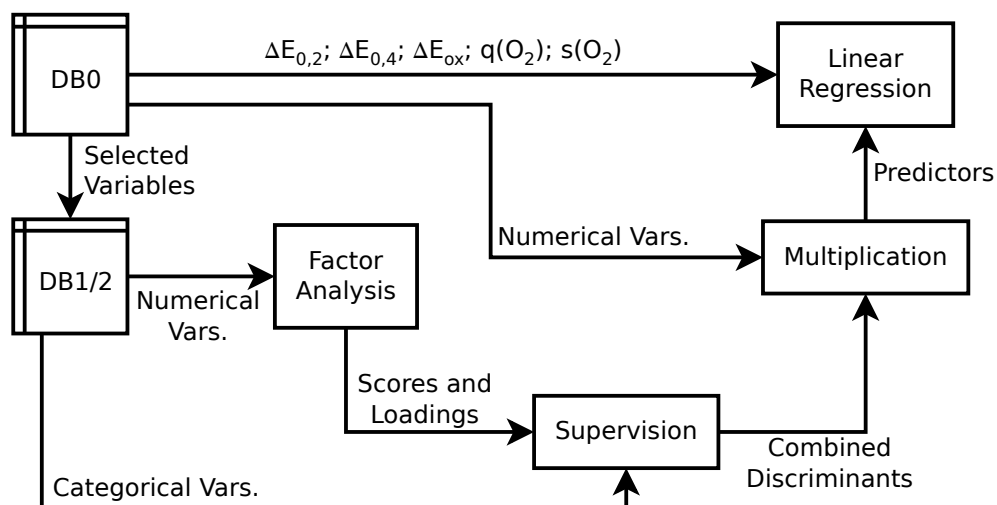 ΔE₀,₂; ΔE₀,₄; ΔEₒₓ; q(O₂); s(O₂)
DB0
Linear
Regression
Selected
Variables
Predictors
Numerical Vars.
Multiplication
DB1/2
Numerical
Vars.
Factor
Analysis
Scores and
Loadings
Supervision
Combined
Discriminants
Categorical Vars.